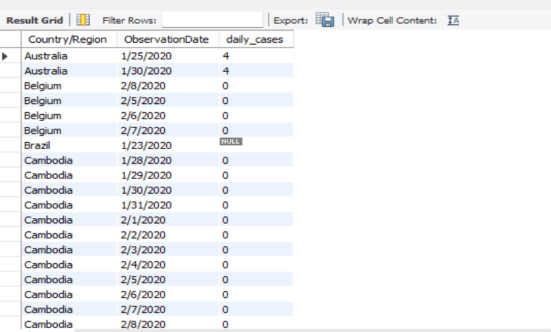 Result Grid Filter Rows: Export: Wrap Cell Content:
Country/Region ObservationDate daily_cases
Australia 1/25/2020 4
Australia 1/30/2020 4
Belgium 2/8/2020 0
Belgium 2/5/2020 0
Belgium 2/6/2020 0
Belgium 2/7/2020 0
Brazil 1/23/2020 NULL
Cambodia 1/28/2020 0
Cambodia 1/29/2020 0
Cambodia 1/30/2020 0
Cambodia 1/31/2020 0
Cambodia 2/1/2020 0
Cambodia 2/2/2020 0
Cambodia 2/3/2020 0
Cambodia 2/4/2020 0
Cambodia 2/5/2020 0
Cambodia 2/6/2020 0
Cambodia 2/7/2020 0
Cambodia 2/8/2020 0